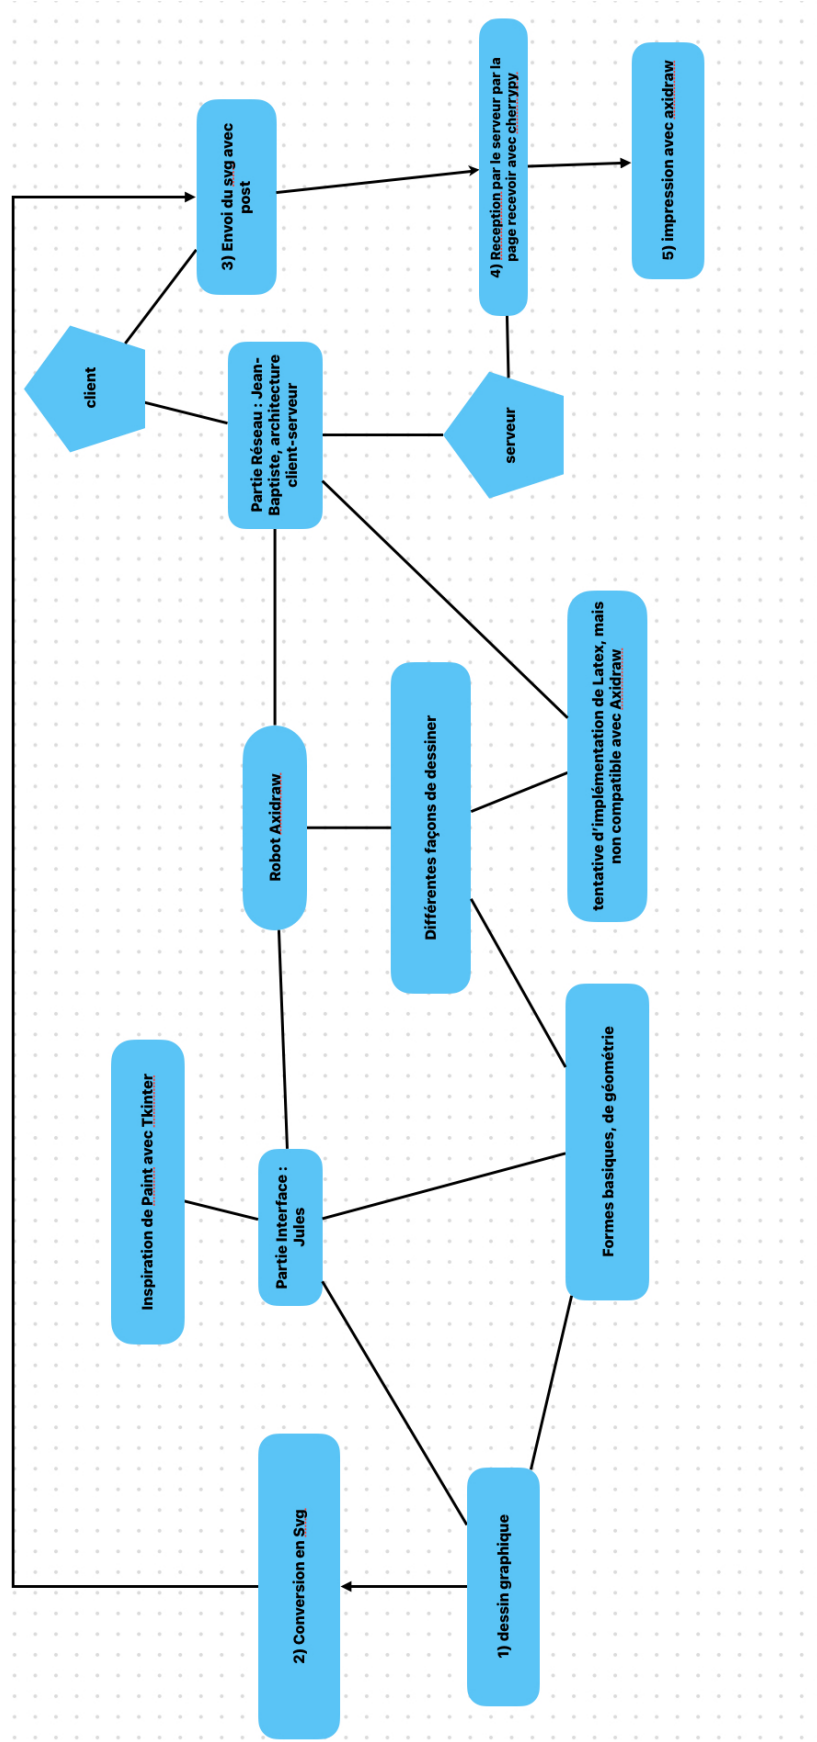 client
Inspiration de Paint avec Tkinter
3) Envoi du svg avec
post
2) Conversion en Svg
Partie Interface :
Jules
Robot Axidraw
Partie Réseau : Jean-
Baptiste, architecture
client-serveur
Différentes façons de dessiner
1) dessin graphique
serveur
4) Reception par le serveur par la
page recevoir avec cherrypy
Formes basiques, de géométrie
tentative d'implémentation de Latex, mais
non compatible avec Axidraw
5) impression avec axidraw